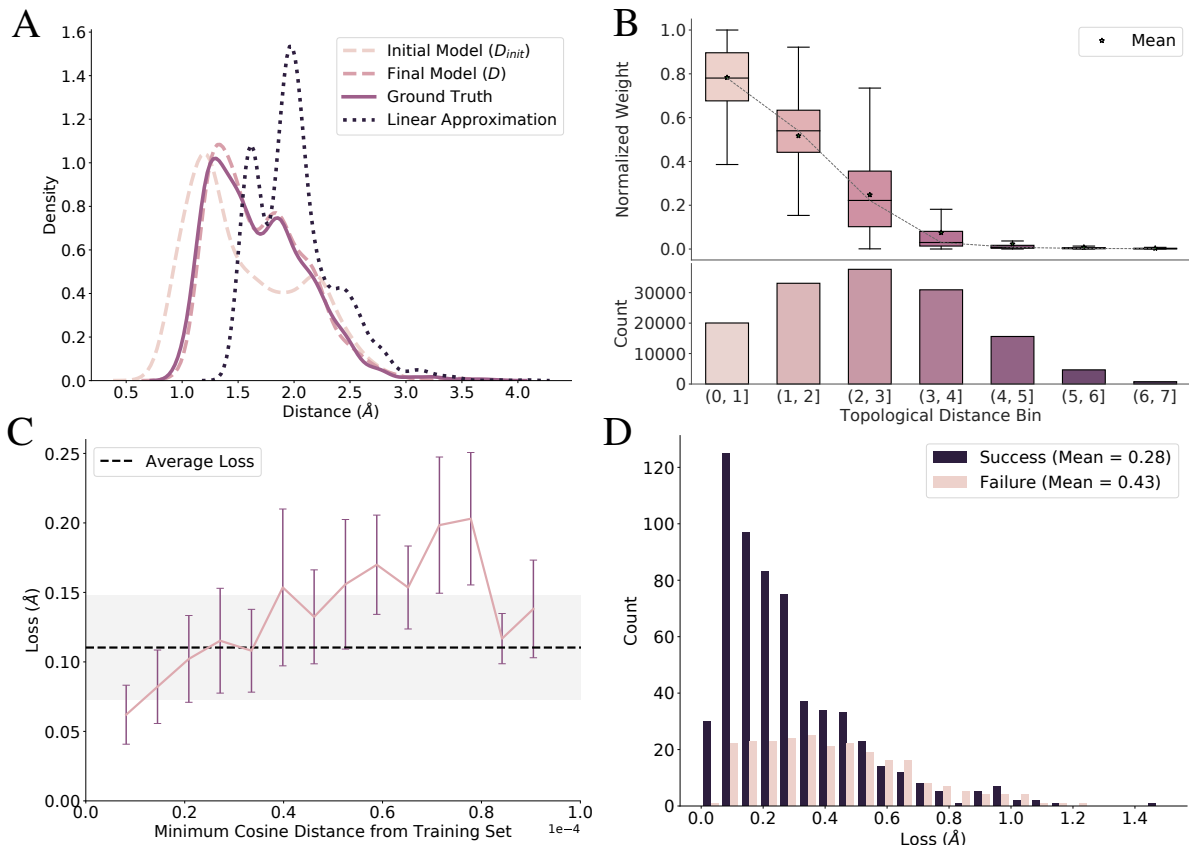 A
1.6
1.4
1.2
1.0
0.8
0.6
0.4
0.2
0.0
Density
0.5
1.0
1.5
2.0
2.5
3.0
3.5
4.0
Distance (Å)
Initial Model (D_init)
Final Model (D)
Ground Truth
Linear Approximation
B
1.0
0.8
0.6
0.4
0.2
0.0
Normalized Weight
Mean
30000
20000
10000
0
Count
(0, 1]
(1, 2]
(2, 3]
(3, 4]
(4, 5]
(5, 6]
(6, 7]
Topological Distance Bin
C
0.25
0.20
0.15
0.10
0.05
0.00
Loss (Å)
Average Loss
0.0
0.2
0.4
0.6
0.8
1.0
1e−4
Minimum Cosine Distance from Training Set
D
120
100
80
60
40
20
0
Count
Success (Mean = 0.28)
Failure (Mean = 0.43)
0.0
0.2
0.4
0.6
0.8
1.0
1.2
1.4
Loss (Å)